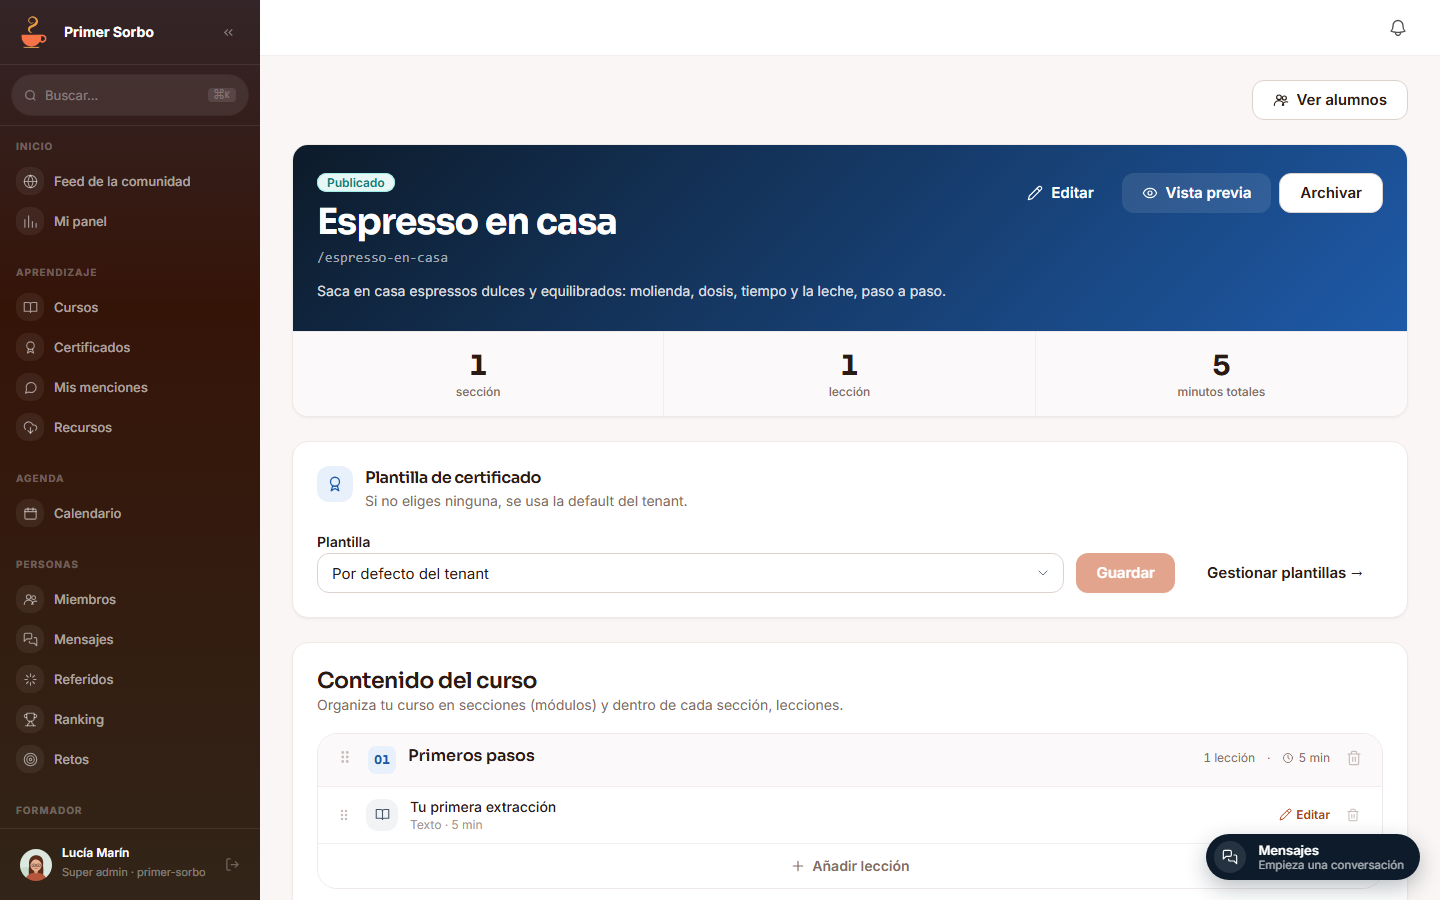 Primer Sorbo
Buscar...
⌘K
INICIO
Feed de la comunidad
Mi panel
APRENDIZAJE
Cursos
Certificados
Mis menciones
Recursos
AGENDA
Calendario
PERSONAS
Miembros
Mensajes
Referidos
Ranking
Retos
FORMADOR
Lucía Marín
Super admin · primer-sorbo
Ver alumnos
Publicado
Editar
Vista previa
Archivar
Espresso en casa
/espresso-en-casa
Saca en casa espressos dulces y equilibrados: molienda, dosis, tiempo y la leche, paso a paso.
1
sección
1
lección
5
minutos totales
Plantilla de certificado
Si no eliges ninguna, se usa la default del tenant.
Plantilla
Por defecto del tenant
Guardar
Gestionar plantillas →
Contenido del curso
Organiza tu curso en secciones (módulos) y dentro de cada sección, lecciones.
01 Primeros pasos
1 lección · 5 min
Tu primera extracción
Texto · 5 min
Editar
+ Añadir lección
Mensajes
Empieza una conversación